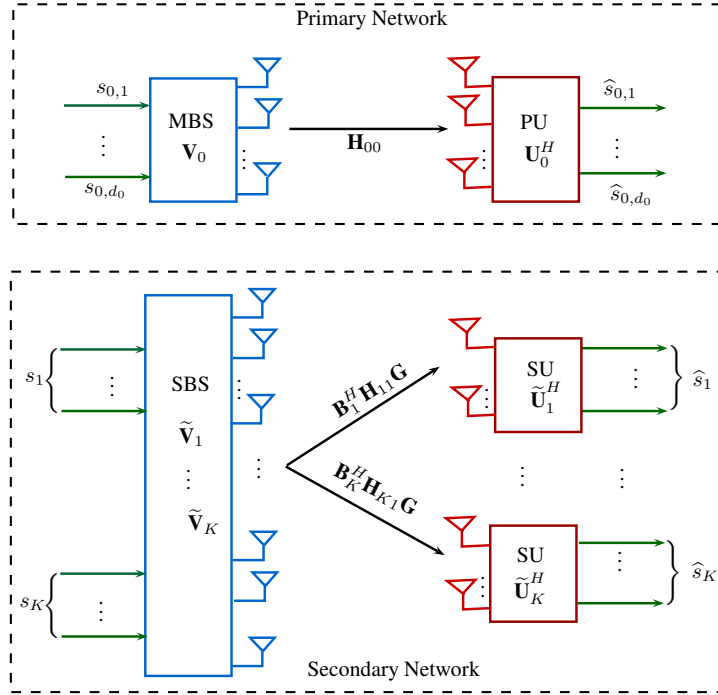 Primary Network
s_{0,1}
MBS
V_0
⋮
s_{0,d_0}
H_{00}
PU
U_0^H
ŝ_{0,1}
⋮
ŝ_{0,d_0}
s_1
⋮
SBS
Ṽ_1
⋮
Ṽ_K
s_K
⋮
B_1^H H_{11} G
B_K^H H_{K1} G
SU
Ũ_1^H
ŝ_1
⋮
SU
Ũ_K^H
ŝ_K
⋮
Secondary Network